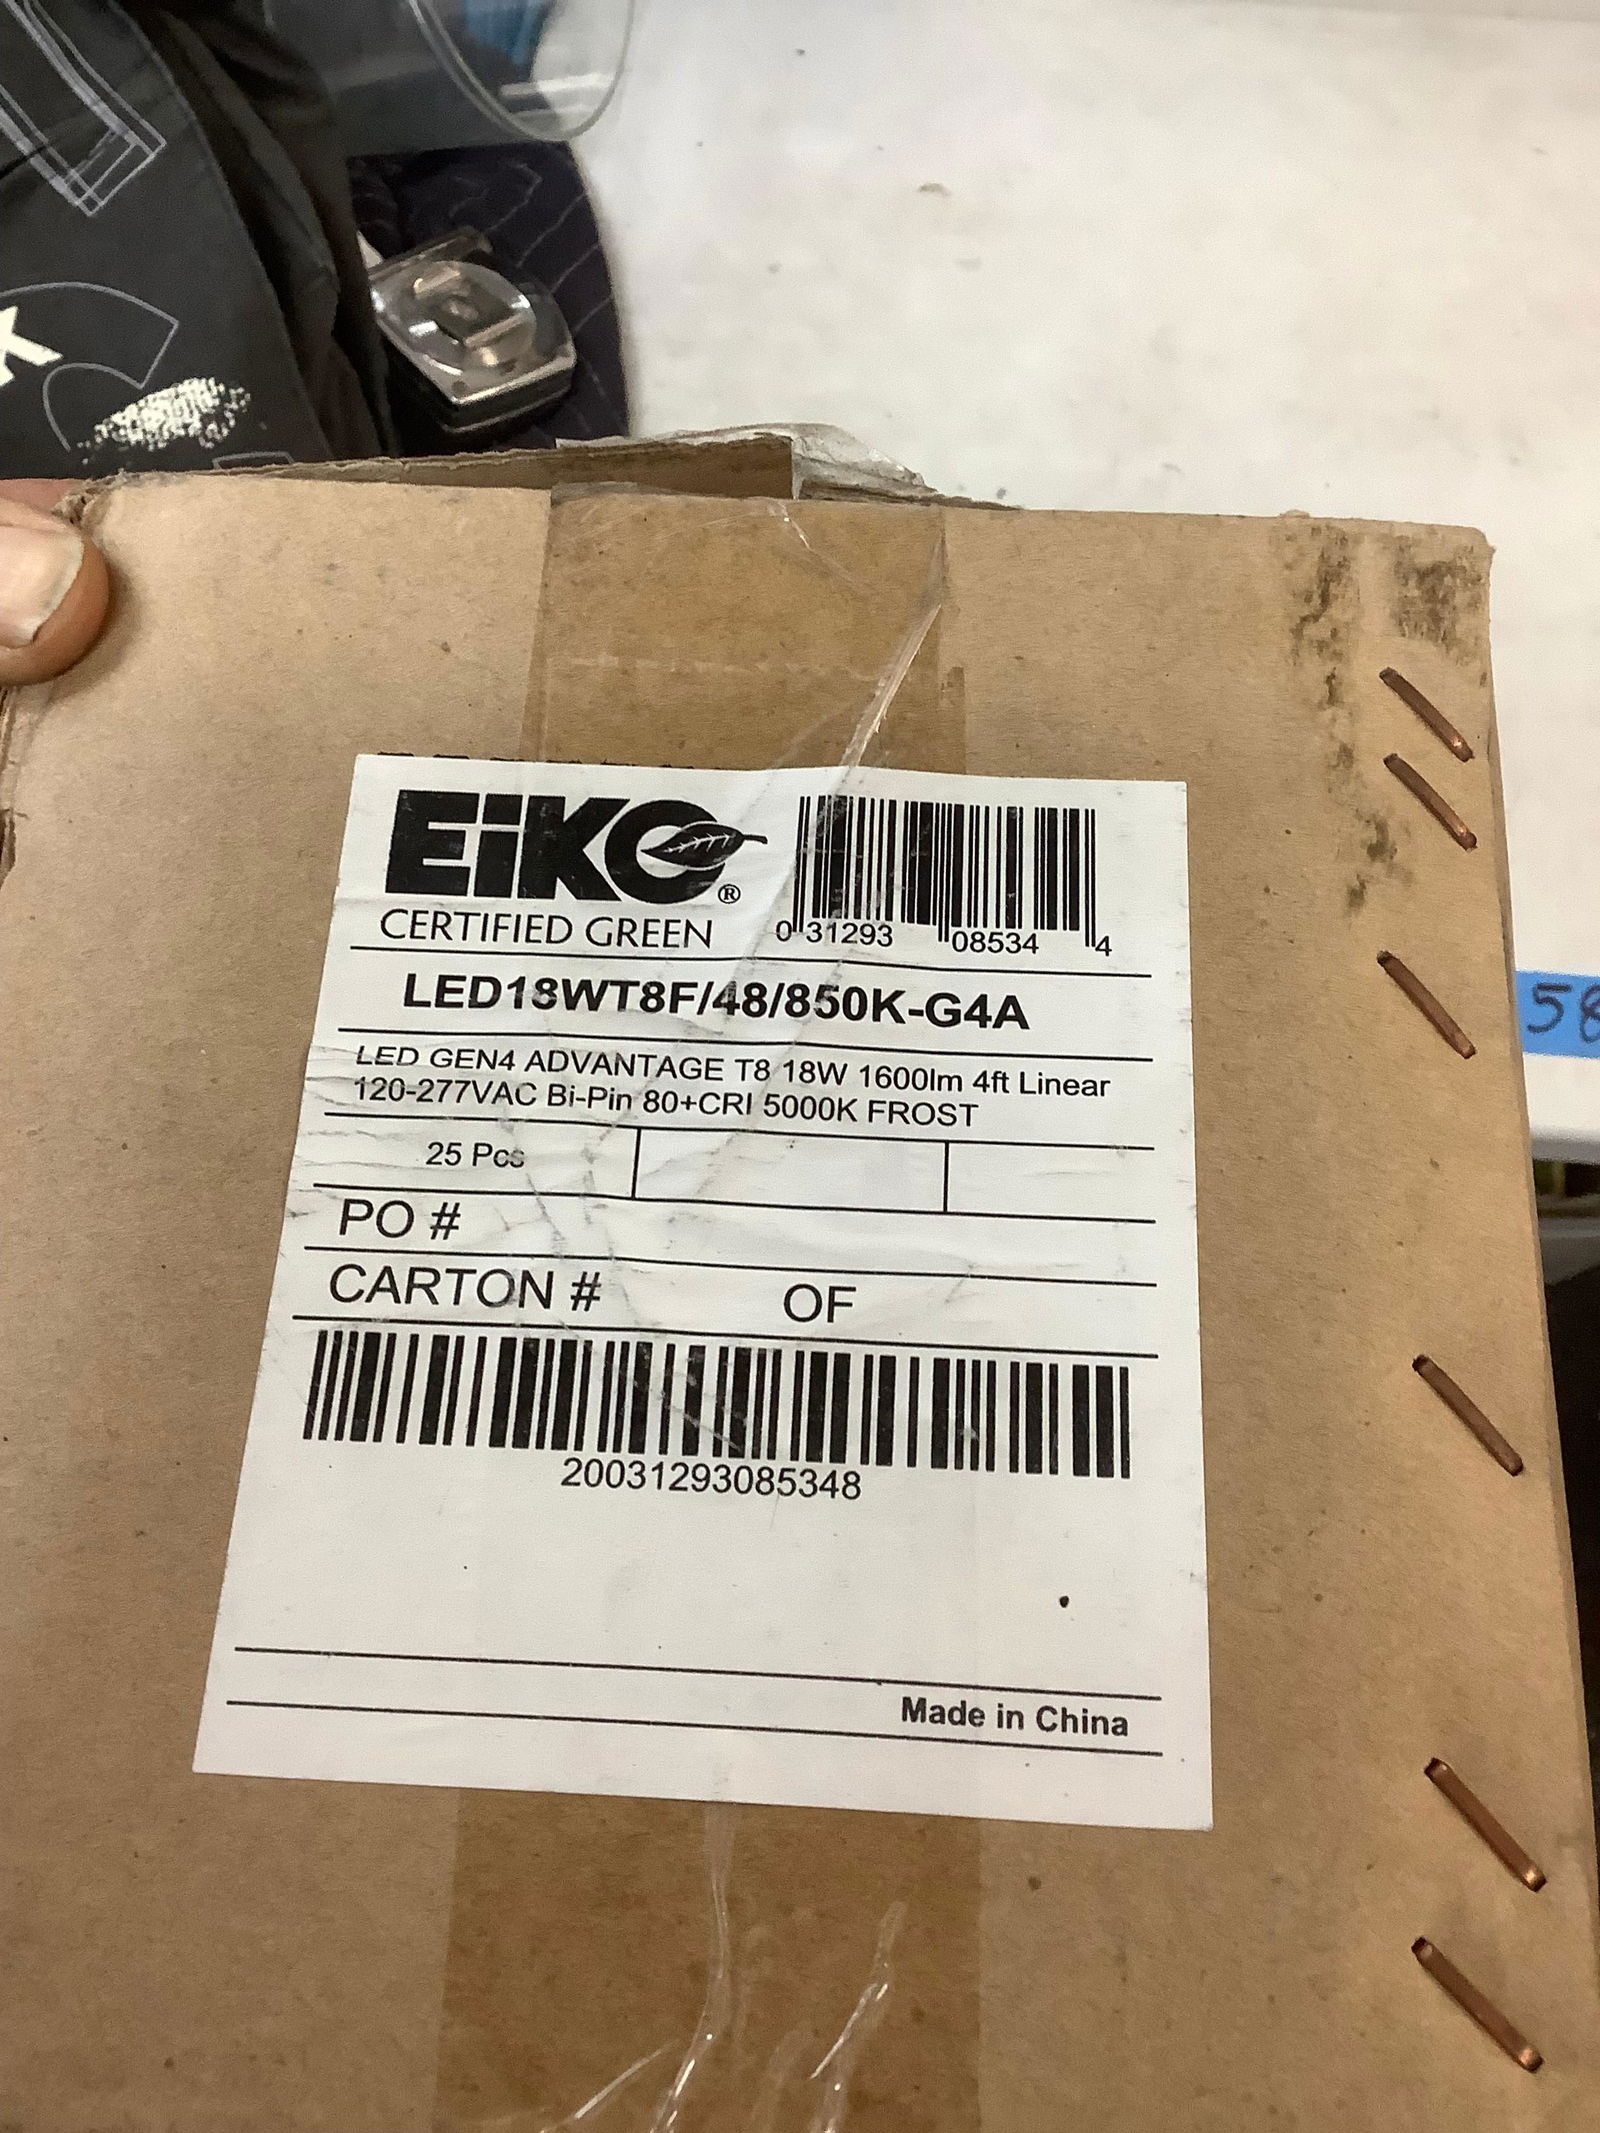 EiKO®
CERTIFIED GREEN
0 31293 08534 4
LED18WT8F/48/850K-G4A
LED GEN4 ADVANTAGE T8 18W 1600lm 4ft Linear
120-277VAC Bi-Pin 80+CRI 5000K FROST
25 Pcs
PO #
CARTON # OF
20031293085348
Made in China
58